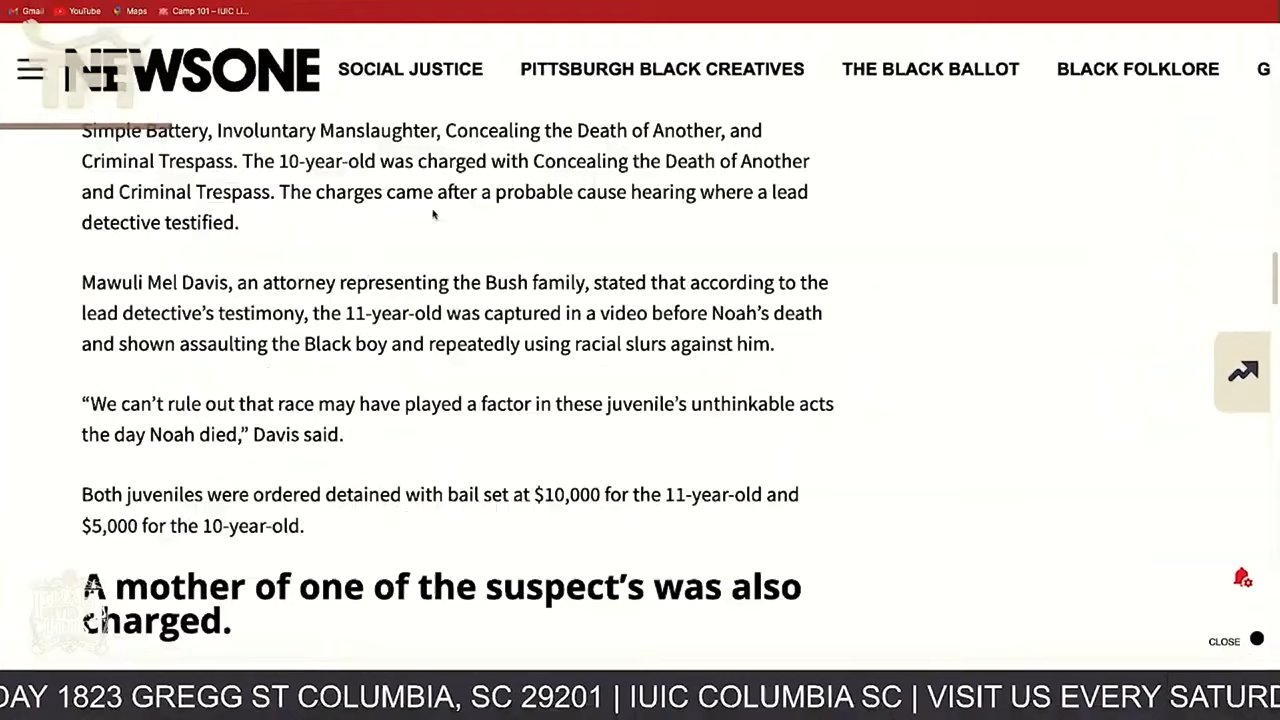 Gmail YouTube Maps Camp 101 – IUIC Li...
NEWSONE SOCIAL JUSTICE PITTSBURGH BLACK CREATIVES THE BLACK BALLOT BLACK FOLKLORE G
Simple Battery, Involuntary Manslaughter, Concealing the Death of Another, and
Criminal Trespass. The 10-year-old was charged with Concealing the Death of Another
and Criminal Trespass. The charges came after a probable cause hearing where a lead
detective testified.
Mawuli Mel Davis, an attorney representing the Bush family, stated that according to the
lead detective’s testimony, the 11-year-old was captured in a video before Noah’s death
and shown assaulting the Black boy and repeatedly using racial slurs against him.
“We can’t rule out that race may have played a factor in these juvenile’s unthinkable acts
the day Noah died,” Davis said.
Both juveniles were ordered detained with bail set at $10,000 for the 11-year-old and
$5,000 for the 10-year-old.
A mother of one of the suspect’s was also
charged.
CLOSE
DAY 1823 GREGG ST COLUMBIA, SC 29201 | IUIC COLUMBIA SC | VISIT US EVERY SATURD